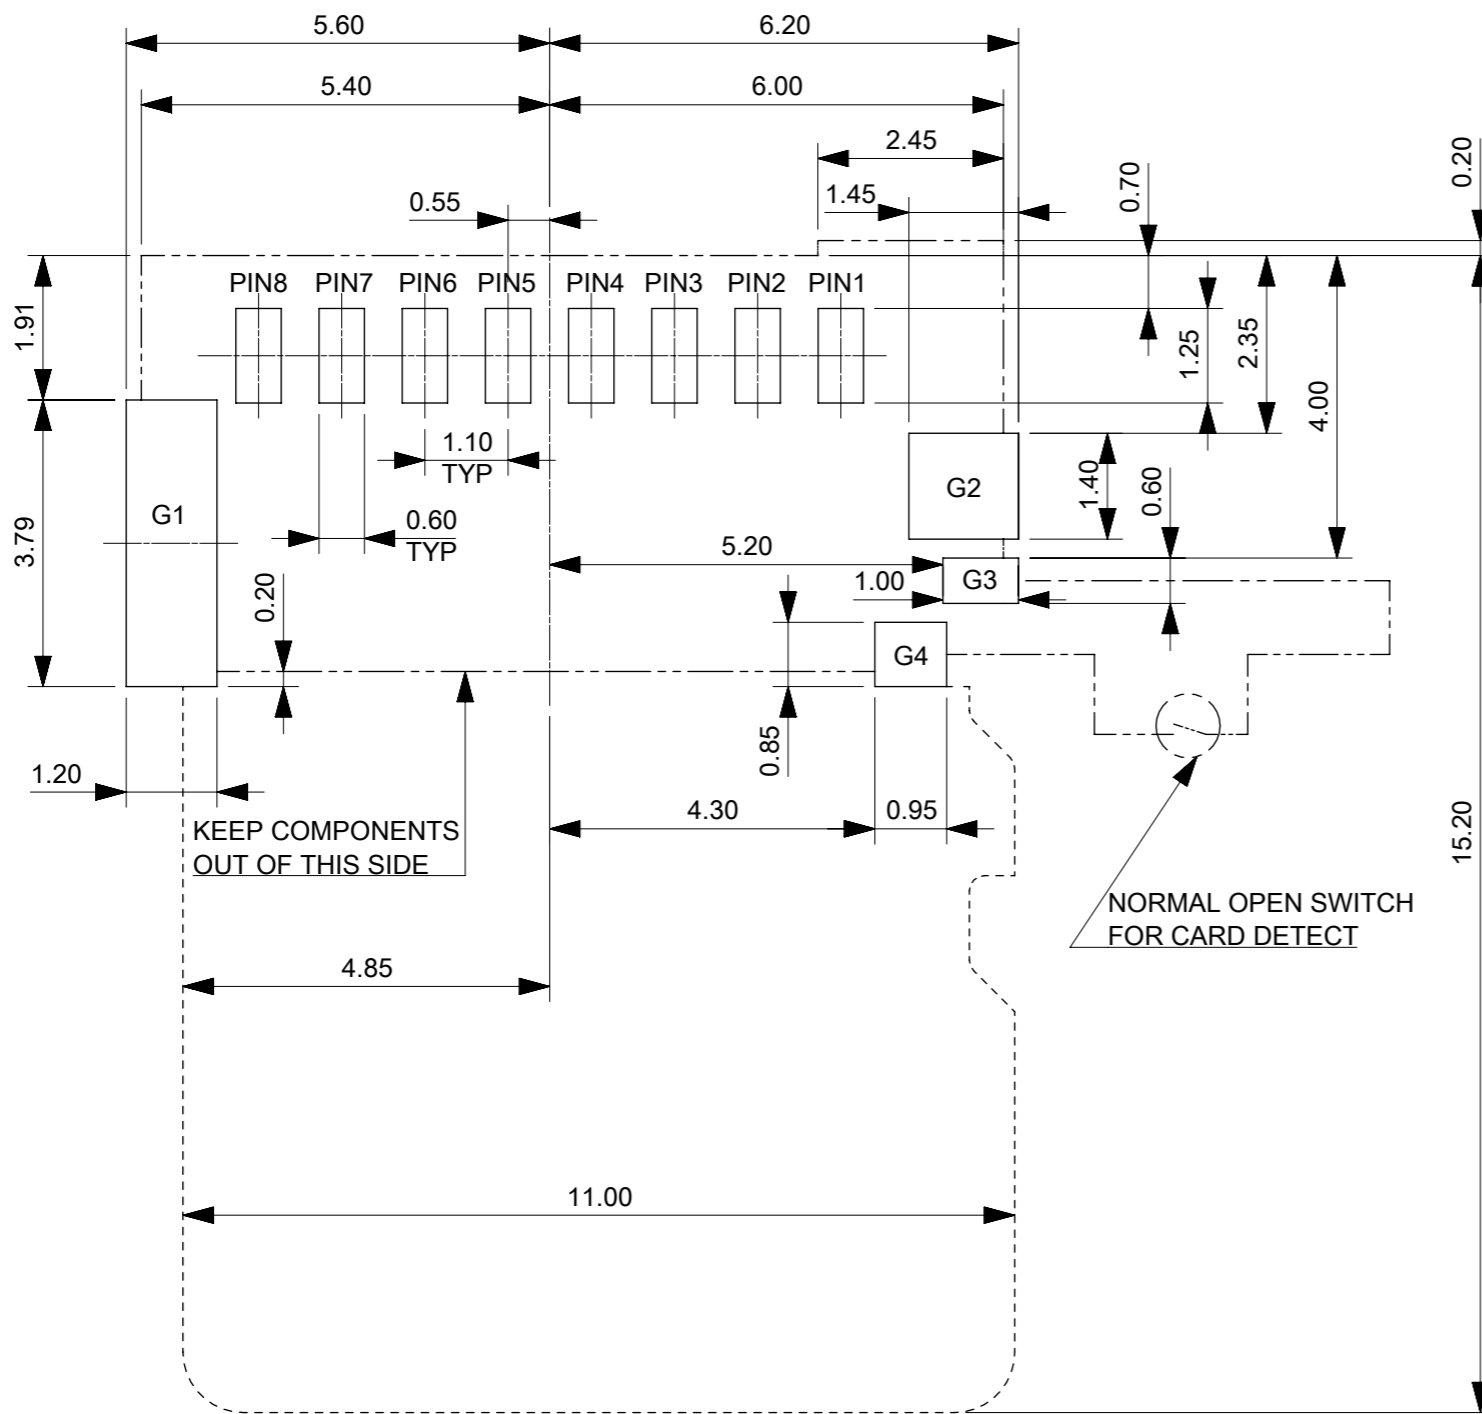 5.60
6.20
5.40
6.00
2.45
0.20
0.70
1.45
0.55
PIN8
PIN7
PIN6
PIN5
PIN4
PIN3
PIN2
PIN1
1.91
1.25
2.35
4.00
1.10
TYP
G1
G2
1.40
0.60
3.79
0.60
TYP
5.20
0.20
1.00
G3
G4
0.85
1.20
4.30
0.95
KEEP COMPONENTS
OUT OF THIS SIDE
15.20
NORMAL OPEN SWITCH
FOR CARD DETECT
4.85
11.00